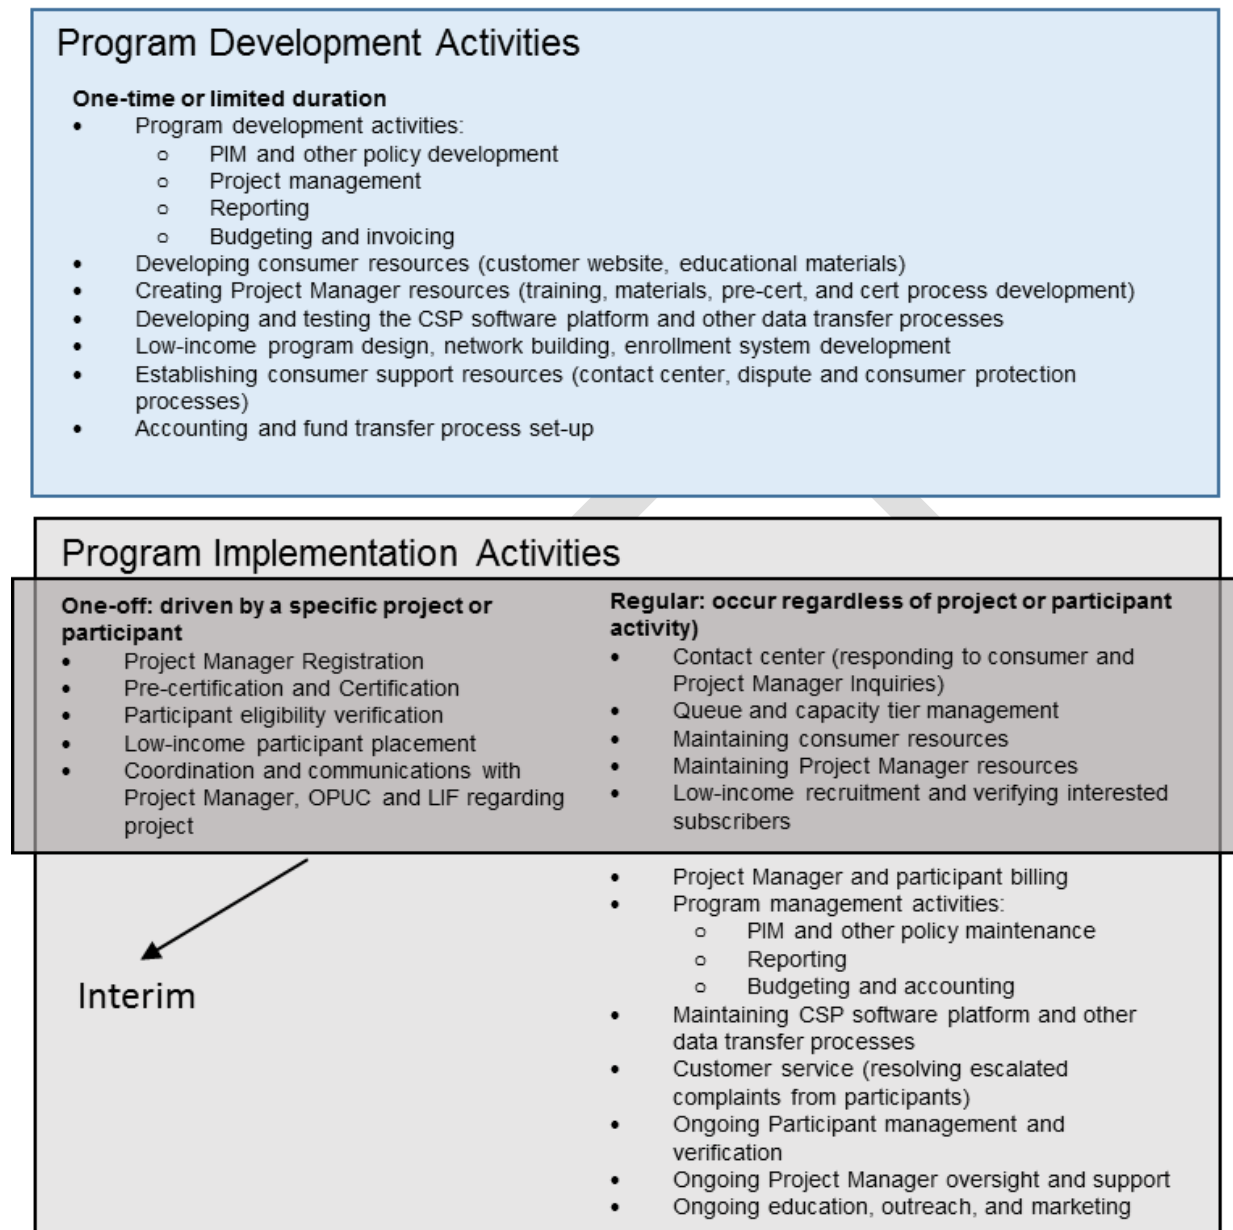 Program Development Activities
One-time or limited duration
• Program development activities:
o PIM and other policy development
o Project management
o Reporting
o Budgeting and invoicing
• Developing consumer resources (customer website, educational materials)
• Creating Project Manager resources (training, materials, pre-cert, and cert process development)
• Developing and testing the CSP software platform and other data transfer processes
• Low-income program design, network building, enrollment system development
• Establishing consumer support resources (contact center, dispute and consumer protection
processes)
• Accounting and fund transfer process set-up
Program Implementation Activities
One-off: driven by a specific project or
participant
• Project Manager Registration
• Pre-certification and Certification
• Participant eligibility verification
• Low-income participant placement
• Coordination and communications with
Project Manager, OPUC and LIF regarding
project
Interim
Regular: occur regardless of project or participant
activity)
• Contact center (responding to consumer and
Project Manager Inquiries)
• Queue and capacity tier management
• Maintaining consumer resources
• Maintaining Project Manager resources
• Low-income recruitment and verifying interested
subscribers
• Project Manager and participant billing
• Program management activities:
o PIM and other policy maintenance
o Reporting
o Budgeting and accounting
• Maintaining CSP software platform and other
data transfer processes
• Customer service (resolving escalated
complaints from participants)
• Ongoing Participant management and
verification
• Ongoing Project Manager oversight and support
• Ongoing education, outreach, and marketing